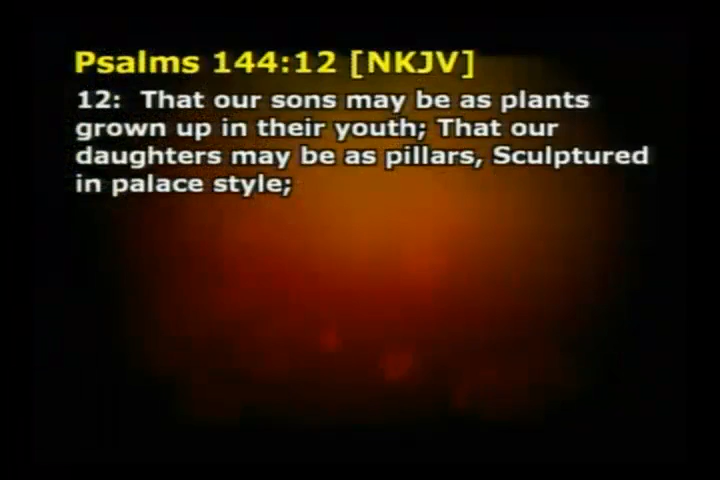 Psalms 144:12 [NKJV]
12:  That our sons may be as plants
grown up in their youth; That our
daughters may be as pillars, Sculptured
in palace style;